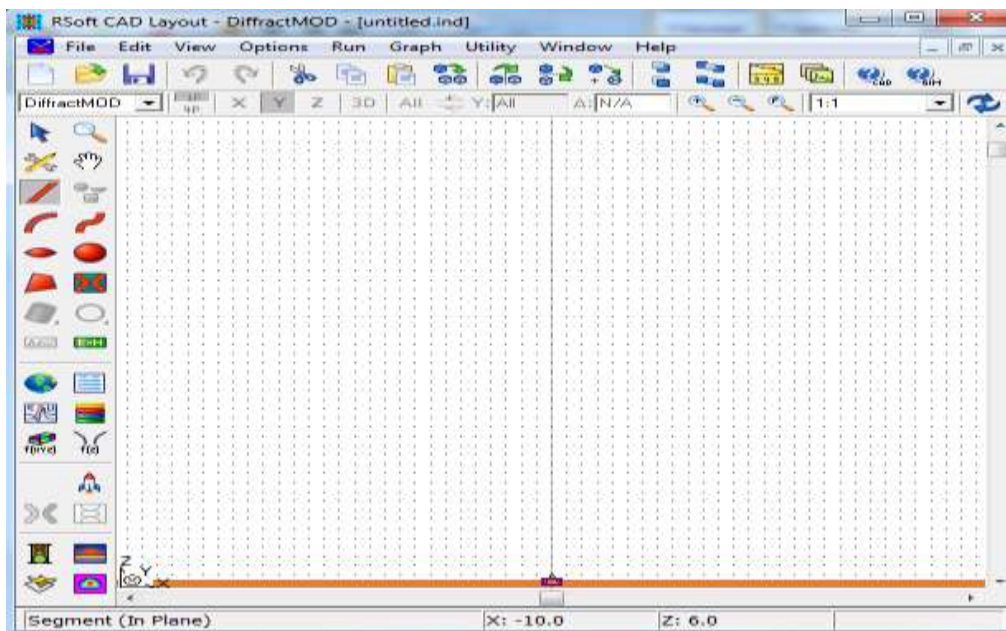 RSoft CAD Layout - DiffractMOD - [untitled.ind]
File Edit View Options Run Graph Utility Window Help
DiffractMOD X Y Z 3D All Y: All A: N/A 1:1
Z
Y
X
Segment (In Plane) X: -10.0 Z: 6.0